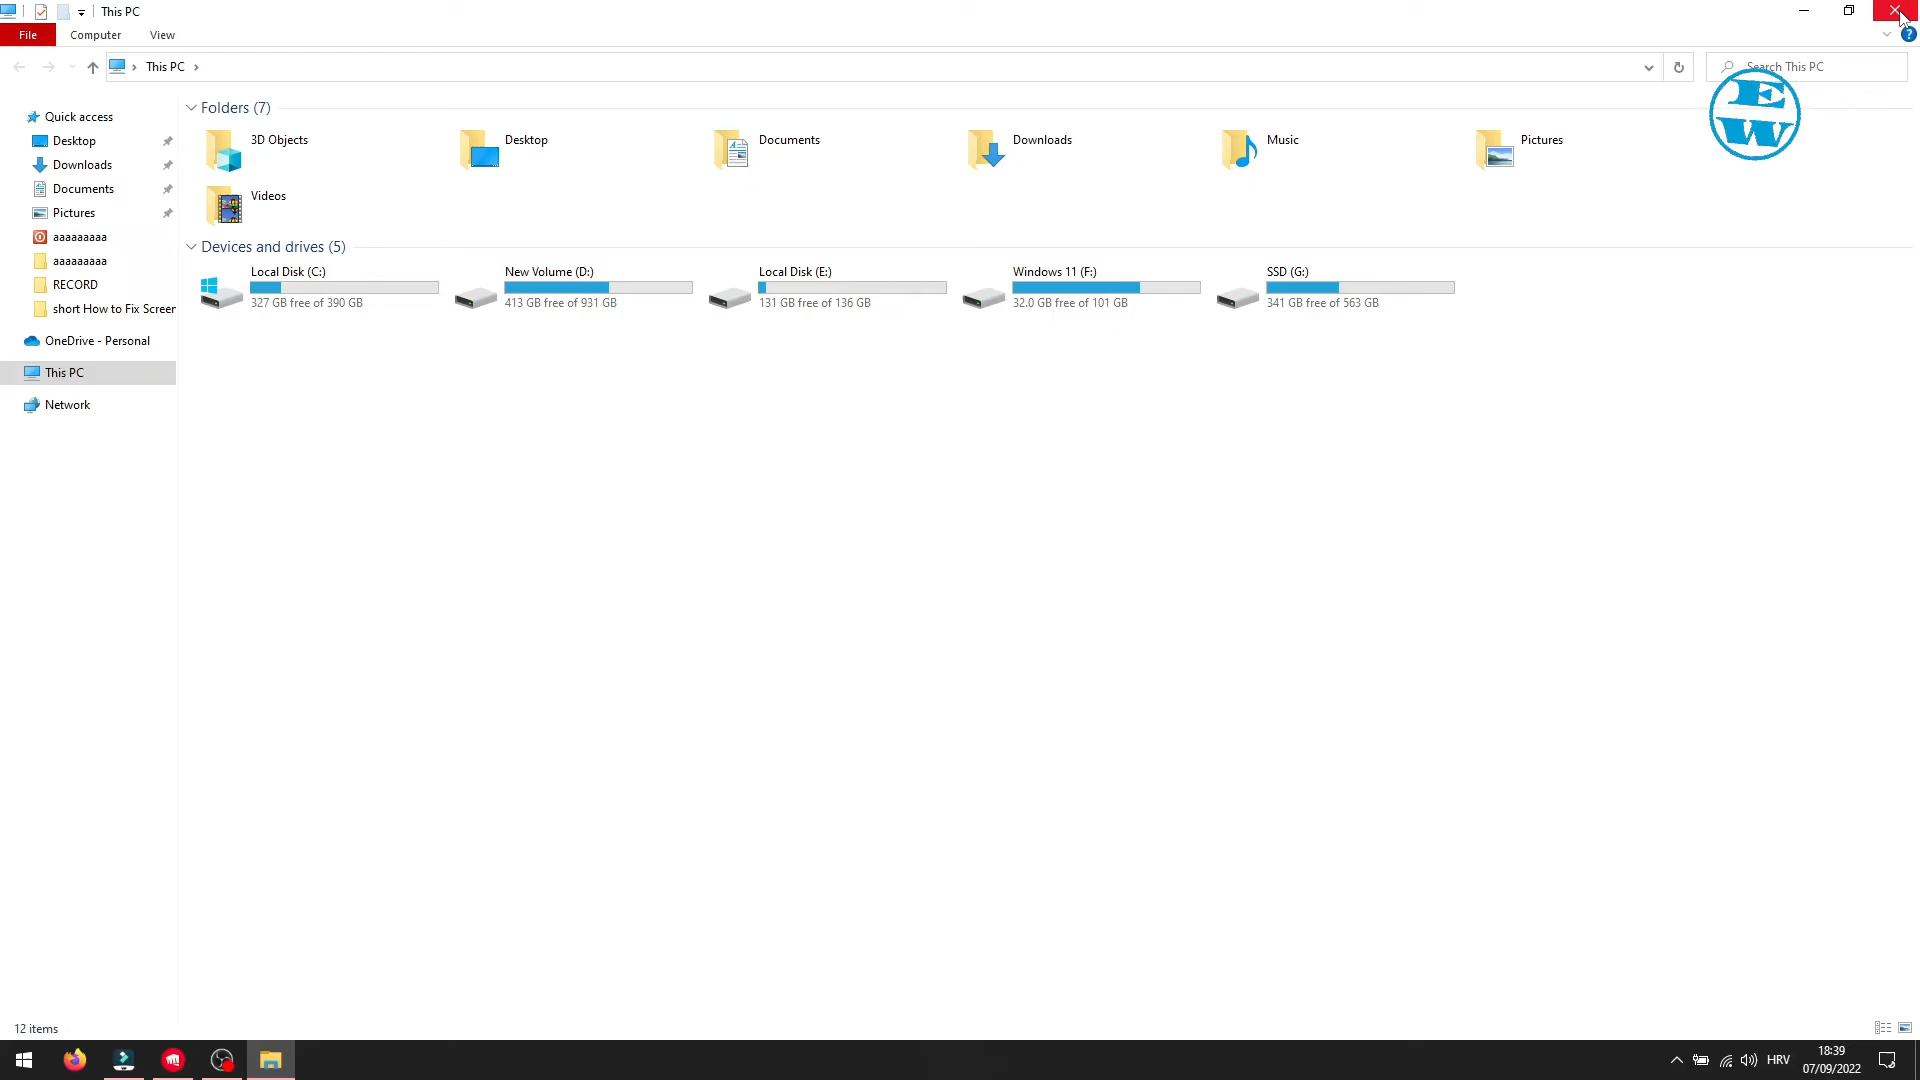 This PC
File
Computer
View
This PC
Search This PC
Quick access
Desktop
Downloads
Documents
Pictures
aaaaaaaaa
aaaaaaaaa
RECORD
short How to Fix Screen
OneDrive - Personal
This PC
Network
Folders (7)
3D Objects
Desktop
Documents
Downloads
Music
Pictures
Videos
Devices and drives (5)
Local Disk (C:)
327 GB free of 390 GB
New Volume (D:)
413 GB free of 931 GB
Local Disk (E:)
131 GB free of 136 GB
Windows 11 (F:)
32.0 GB free of 101 GB
SSD (G:)
341 GB free of 563 GB
EW
12 items
HRV
18:39
07/09/2022